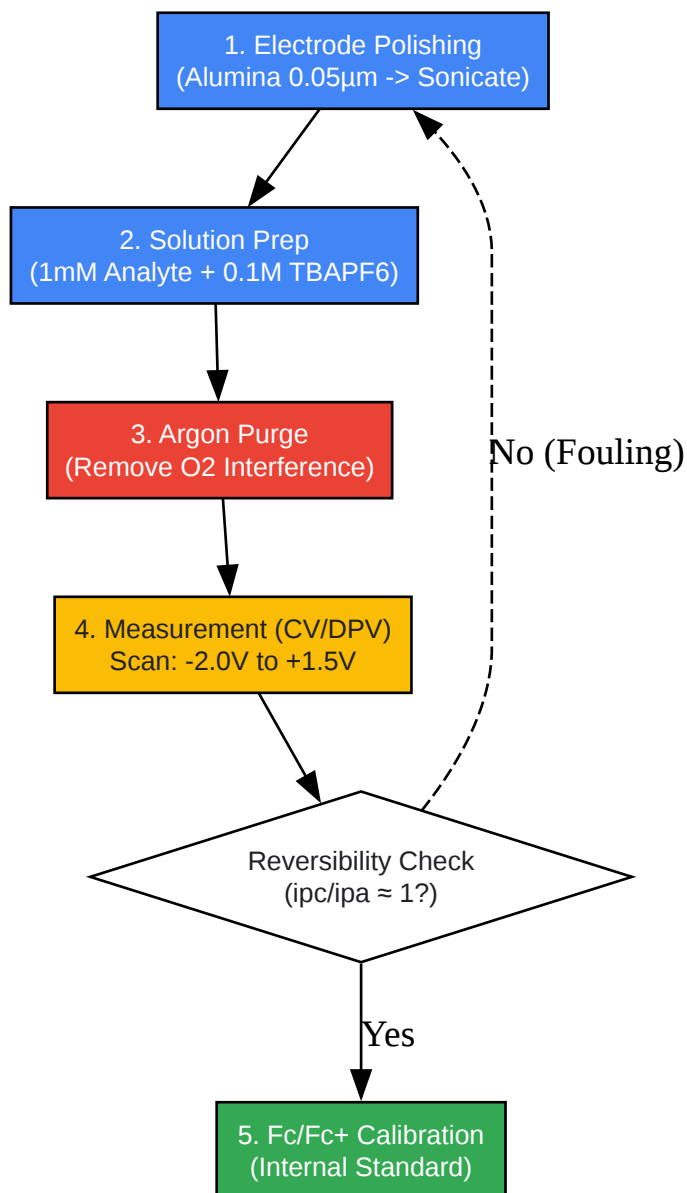 1. Electrode Polishing
(Alumina 0.05µm -> Sonicate)
2. Solution Prep
(1mM Analyte + 0.1M TBAPF6)
3. Argon Purge
(Remove O2 Interference)
No (Fouling)
4. Measurement (CV/DPV)
Scan: -2.0V to +1.5V
Reversibility Check
(ipc/ipa ≈ 1?)
Yes
5. Fc/Fc+ Calibration
(Internal Standard)